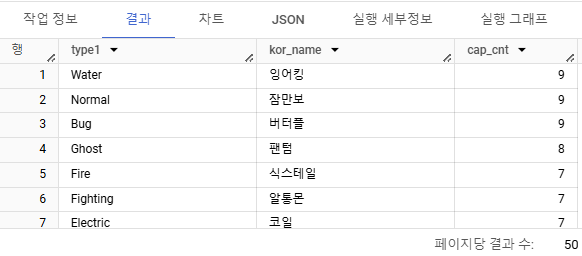 작업 정보 결과 차트 JSON 실행 세부정보 실행 그래프
행 type1 kor_name cap_cnt
1 Water 잉어킹 9
2 Normal 잠만보 9
3 Bug 버터플 9
4 Ghost 팬텀 8
5 Fire 식스테일 7
6 Fighting 알통몬 7
7 Electric 코일 7
페이지당 결과 수: 50